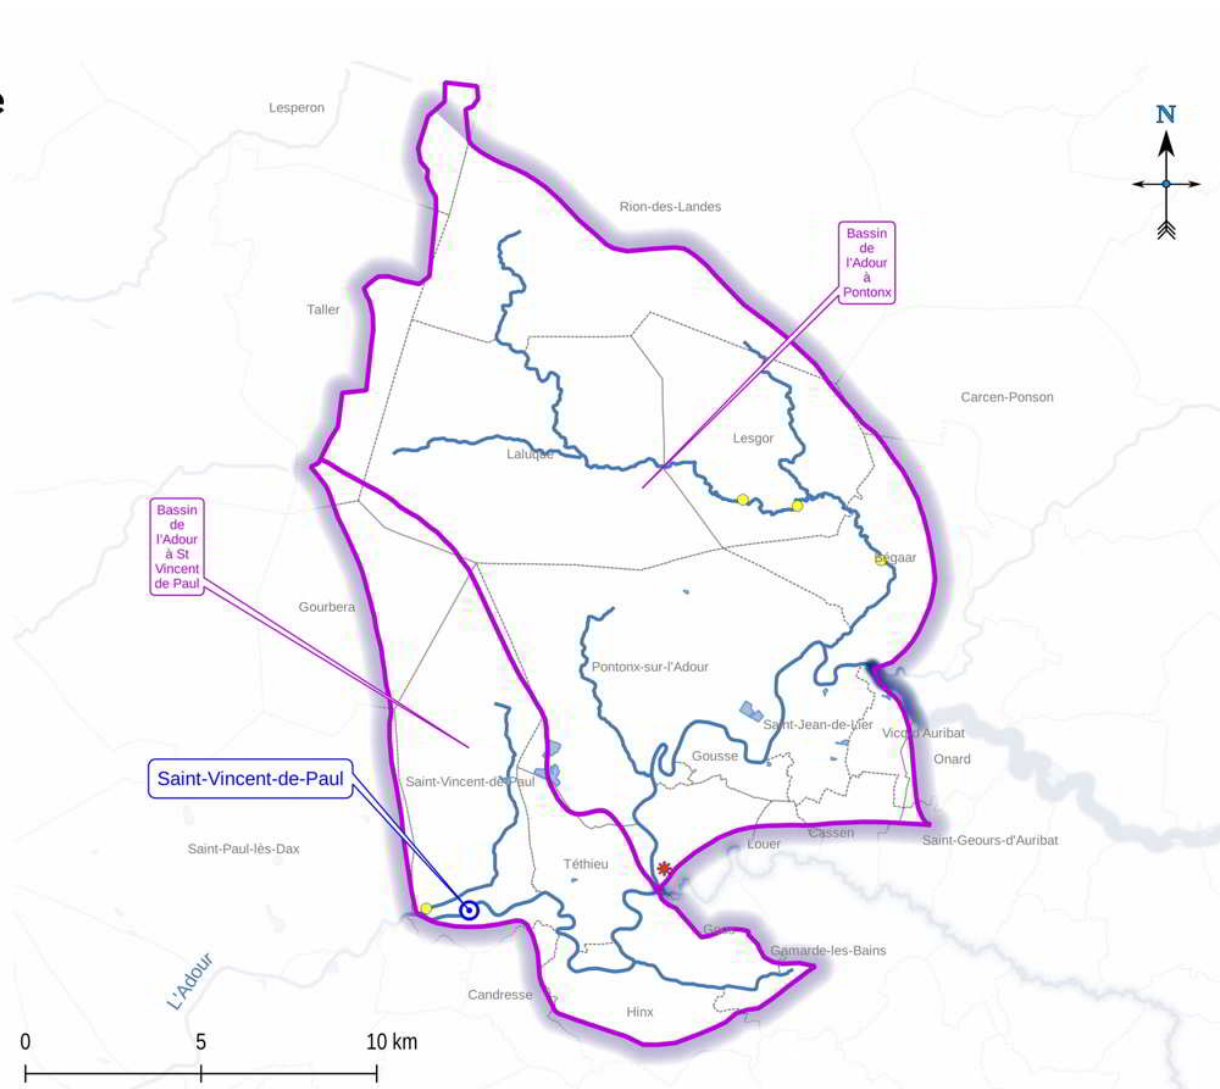 e
Lesperon
N
Rion-des-Landes
Bassin
de
l'Adour
à
Pontonx
Taller
Carcen-Ponson
Lesgor
Laluque
Bassin
de
l'Adour
à St
Vincent
de Paul
Bégaar
Gourbera
Pontonx-sur-l'Adour
Saint-Jean-de-Lier
Vicq-d'Auribat
Gousse
Onard
Saint-Vincent-de-Paul
Saint-Vincent-de-Paul
Cassen
Saint-Geours-d'Auribat
Louer
Saint-Paul-lès-Dax
Téthieu
Goos
Gamarde-les-Bains
L'Adour
Candresse
Hinx
0 5 10 km